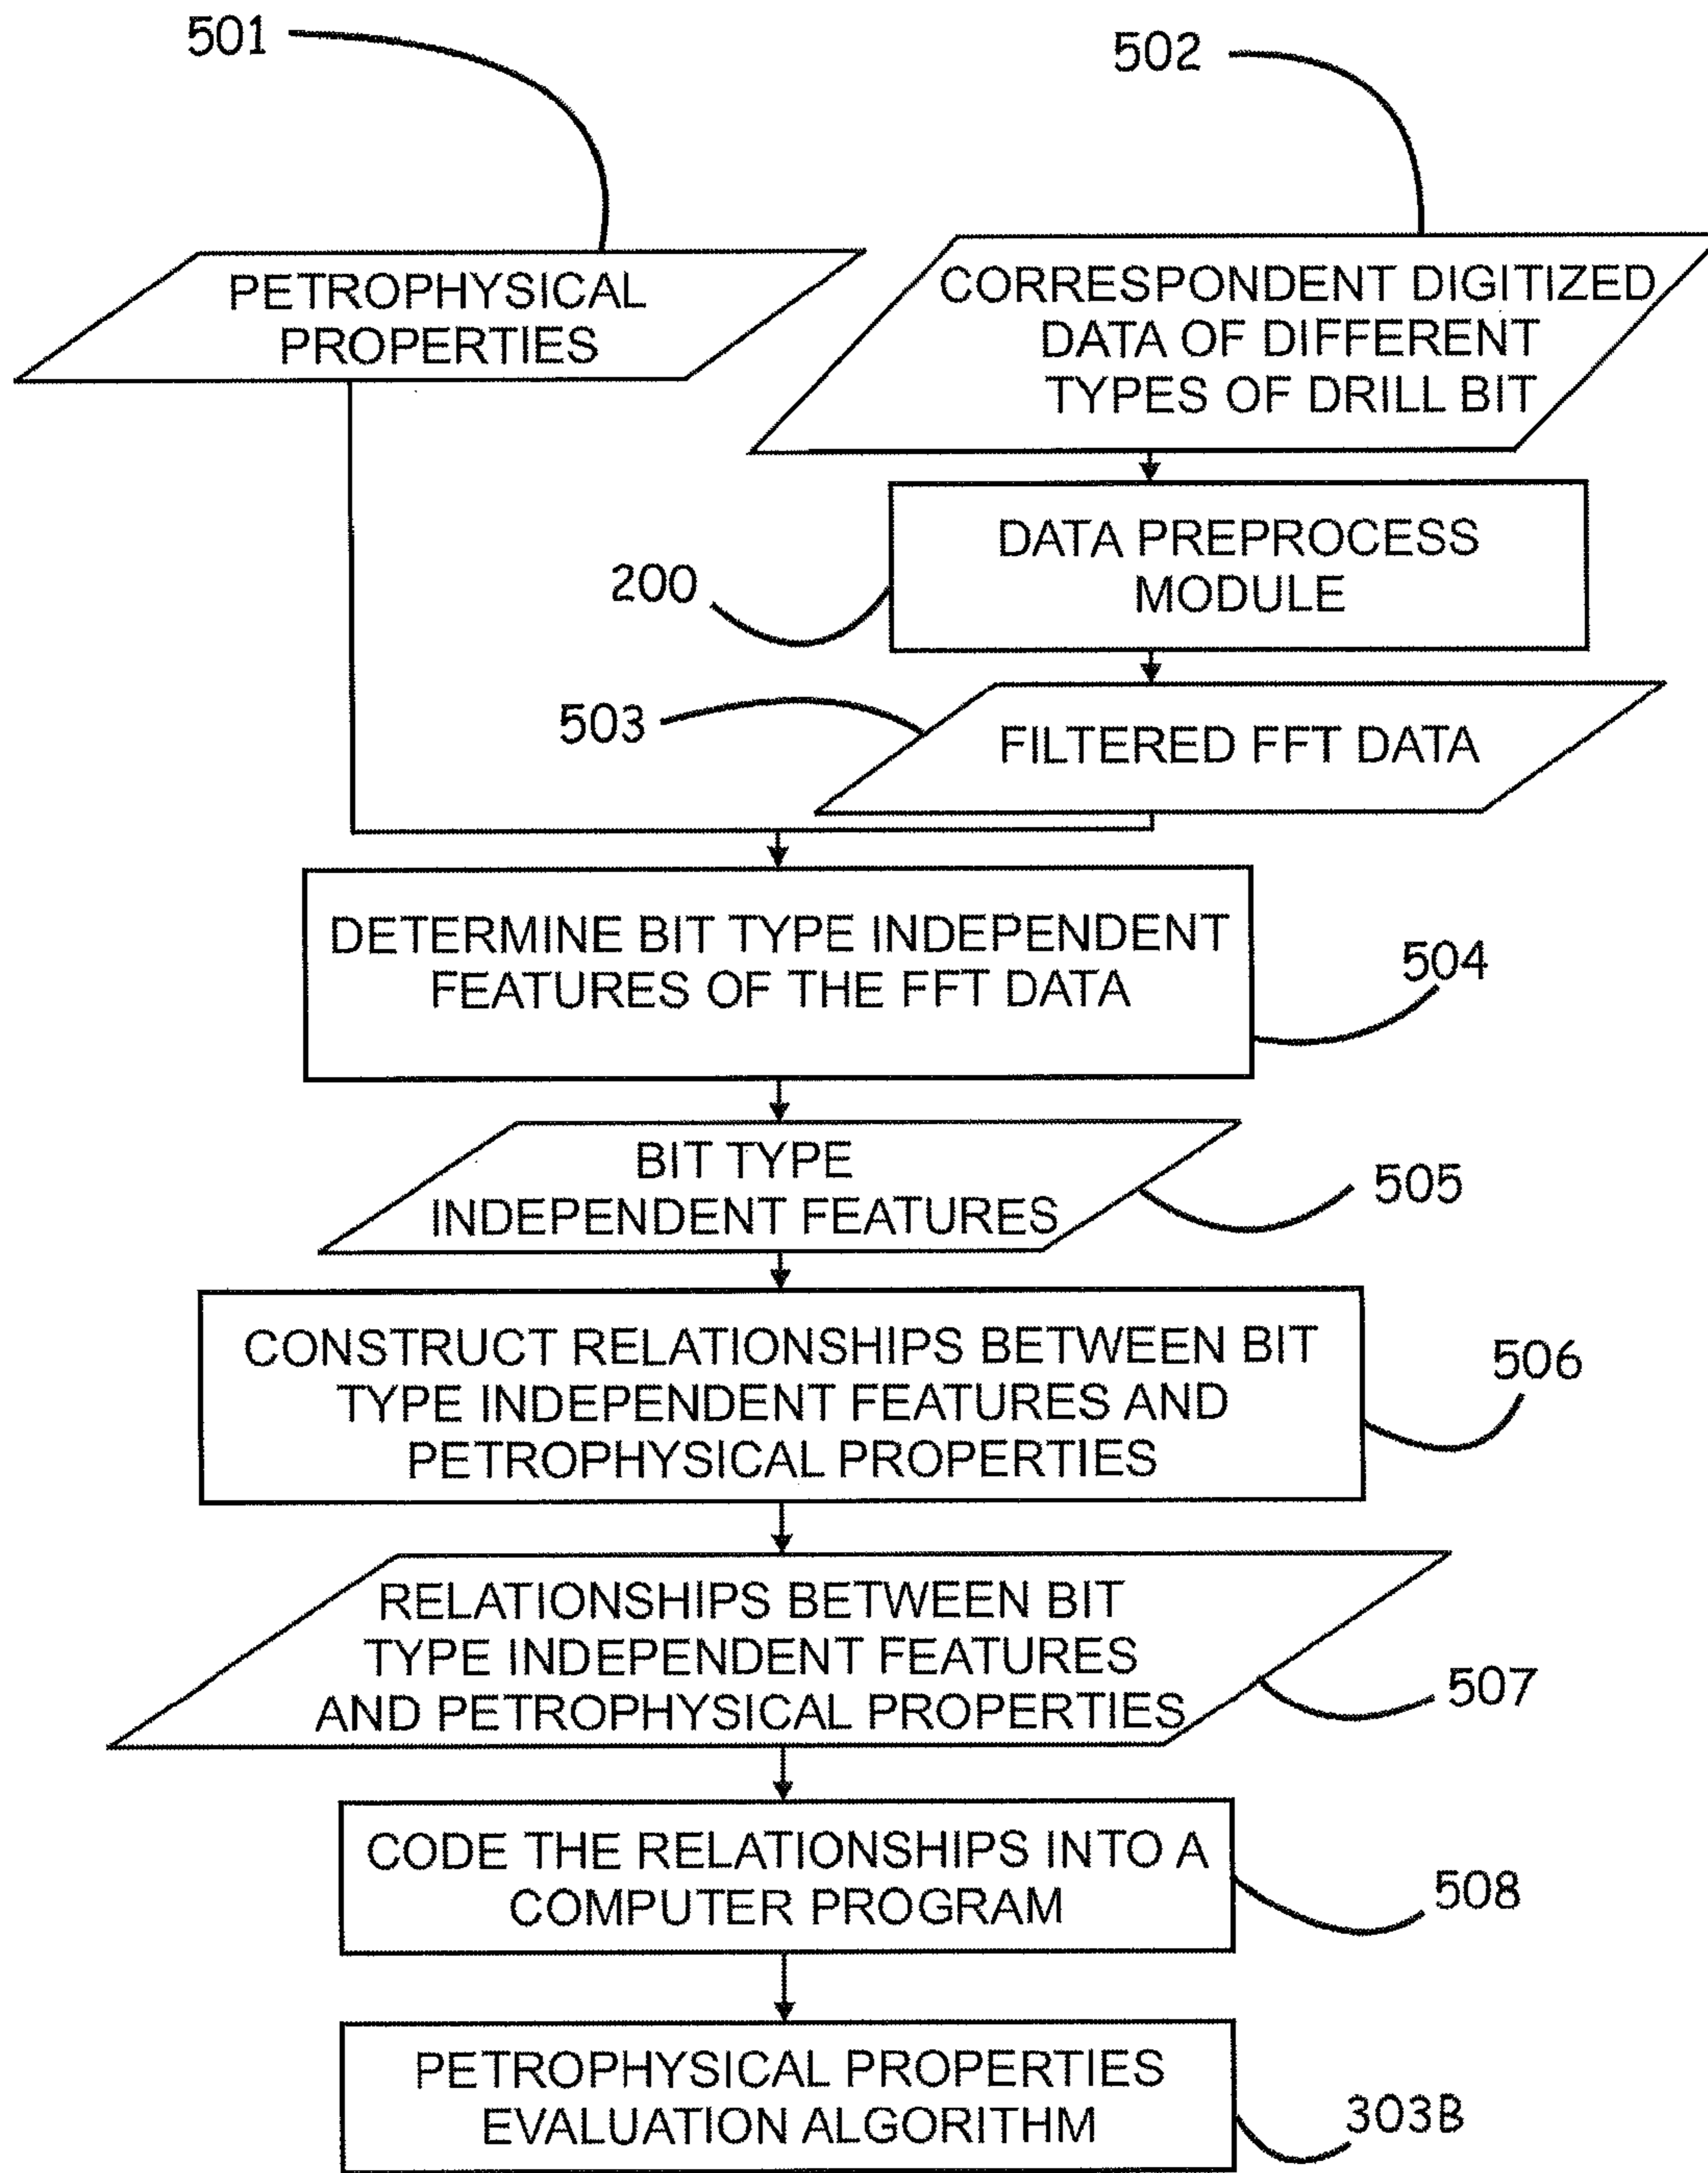 501
502
PETROPHYSICAL
PROPERTIES
CORRESPONDENT DIGITIZED
DATA OF DIFFERENT
TYPES OF DRILL BIT
DATA PREPROCESS
MODULE
200
503
FILTERED FFT DATA
DETERMINE BIT TYPE INDEPENDENT
FEATURES OF THE FFT DATA
504
BIT TYPE
INDEPENDENT FEATURES
505
CONSTRUCT RELATIONSHIPS BETWEEN BIT
TYPE INDEPENDENT FEATURES AND
PETROPHYSICAL PROPERTIES
506
RELATIONSHIPS BETWEEN BIT
TYPE INDEPENDENT FEATURES
AND PETROPHYSICAL PROPERTIES
507
CODE THE RELATIONSHIPS INTO A
COMPUTER PROGRAM
508
PETROPHYSICAL PROPERTIES
EVALUATION ALGORITHM
303B